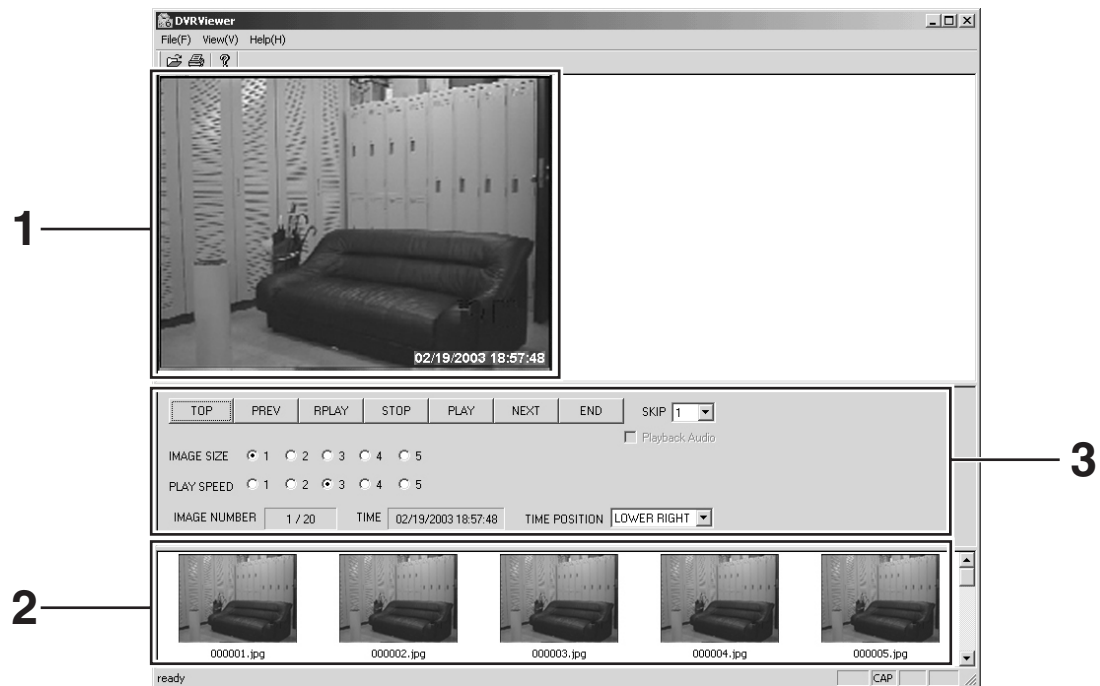 DVRViewer
File(F) View(V) Help(H)
1
02/19/2003 18:57:48
TOP PREV RPLAY STOP PLAY NEXT END SKIP 1
Playback Audio
3
IMAGE SIZE 1 2 3 4 5
PLAY SPEED 1 2 3 4 5
IMAGE NUMBER 1 / 20 TIME 02/19/2003 18:57:48 TIME POSITION LOWER RIGHT
2
000001.jpg 000002.jpg 000003.jpg 000004.jpg 000005.jpg
ready CAP